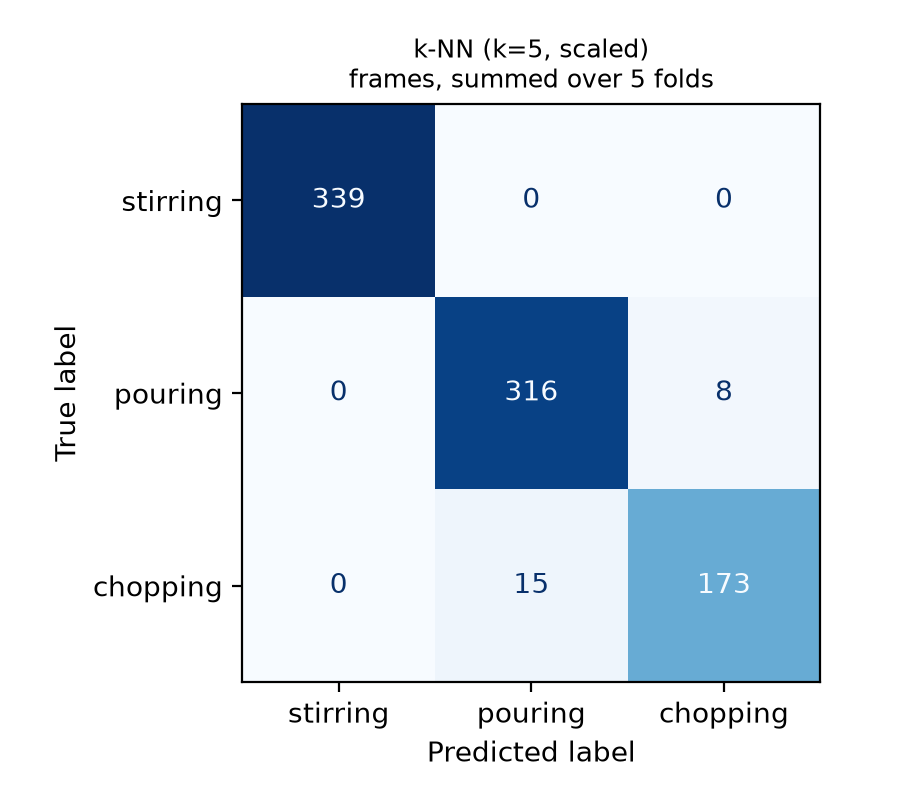 k-NN (k=5, scaled)
frames, summed over 5 folds
True label
stirring 339 0 0
pouring 0 316 8
chopping 0 15 173
stirring pouring chopping
Predicted label